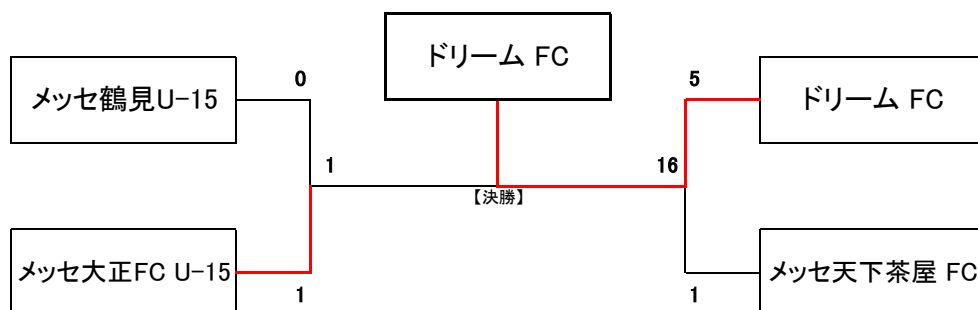 ドリーム FC
0
5
メッセ鶴見U-15
ドリーム FC
1
16
【決勝】
メッセ大正FC U-15
メッセ天下茶屋 FC
1
1